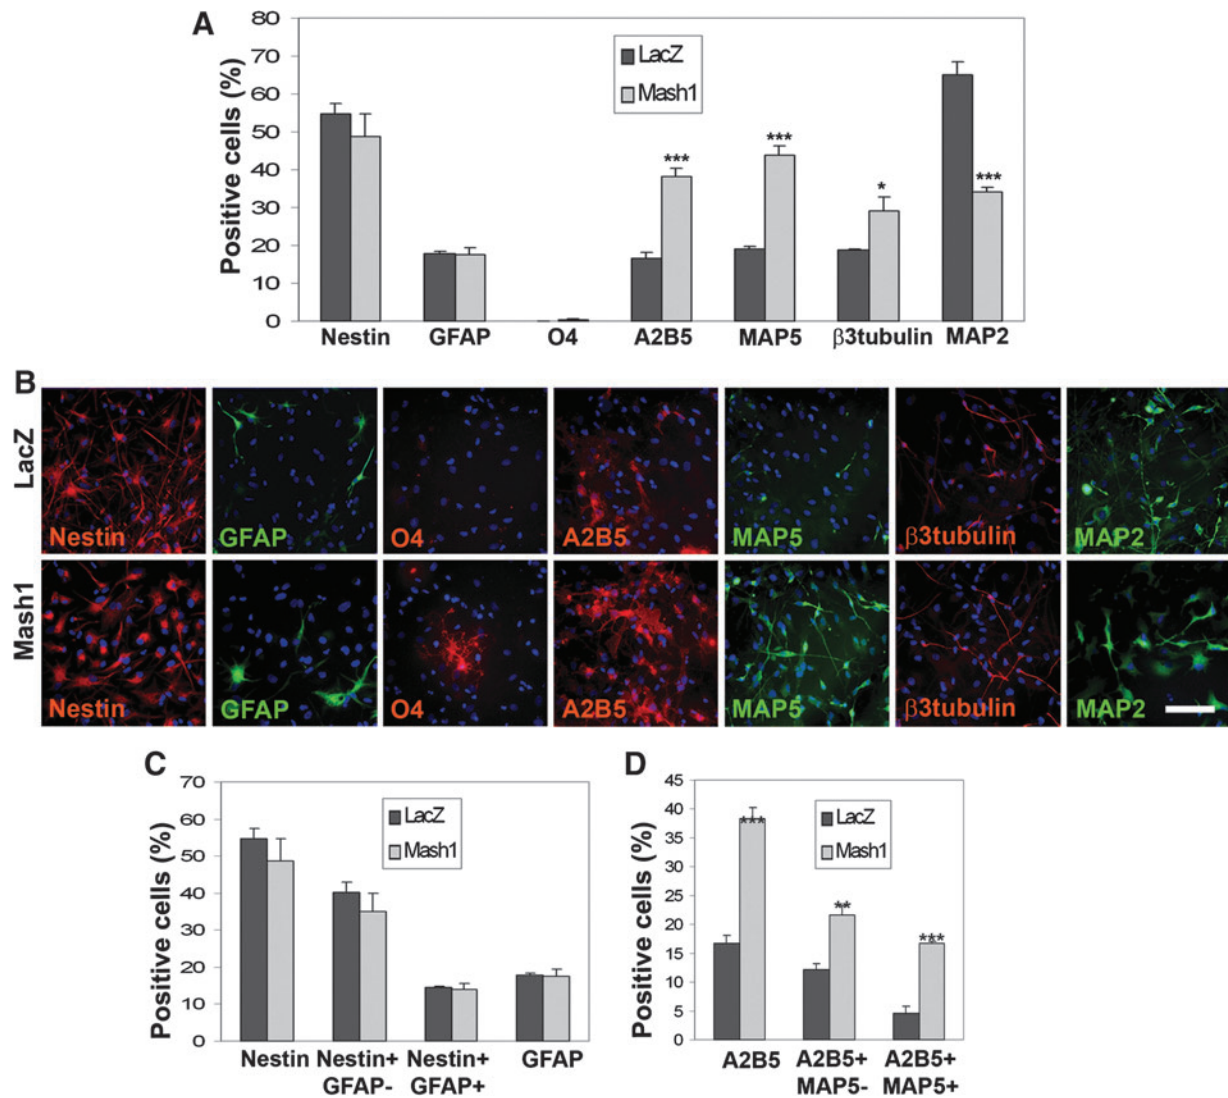 A
80
70
60
50
40
30
20
10
0
Positive cells (%)
LacZ
Mash1
***
***
*
***
Nestin GFAP O4 A2B5 MAP5 β3tubulin MAP2
B
LacZ
Nestin GFAP O4 A2B5 MAP5 β3tubulin MAP2
Mash1
Nestin GFAP O4 A2B5 MAP5 β3tubulin MAP2
C
70
60
50
40
30
20
10
0
Positive cells (%)
LacZ
Mash1
Nestin Nestin+ Nestin+ GFAP
GFAP- GFAP+
D
45
40
35
30
25
20
15
10
5
0
Positive cells (%)
LacZ
Mash1
***
**
***
A2B5 A2B5+ A2B5+
MAP5- MAP5+